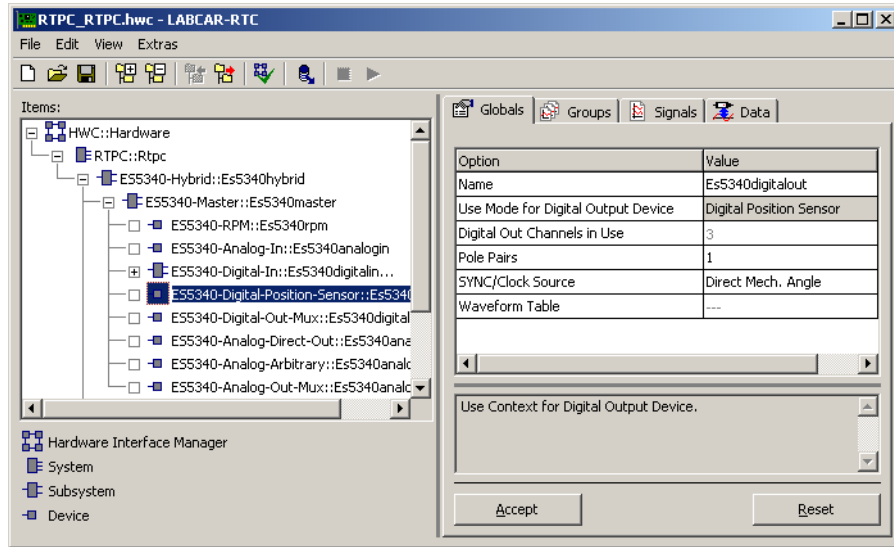 RTPC_RTPC.hwc - LABCAR-RTC
File Edit View Extras
Items:
HWC::Hardware
RTPC::Rtpc
ES5340-Hybrid::Es5340hybrid
ES5340-Master::Es5340master
ES5340-RPM::Es5340rpm
ES5340-Analog-In::Es5340analogin
ES5340-Digital-In::Es5340digitalin...
ES5340-Digital-Position-Sensor::Es5340
ES5340-Digital-Out-Mux::Es5340digital
ES5340-Analog-Direct-Out::Es5340ana
ES5340-Analog-Arbitrary::Es5340analo
ES5340-Analog-Out-Mux::Es5340analo
Hardware Interface Manager
System
Subsystem
Device
Globals Groups Signals Data
Option Value
Name Es5340digitalout
Use Mode for Digital Output Device Digital Position Sensor
Digital Out Channels in Use 3
Pole Pairs 1
SYNC/Clock Source Direct Mech. Angle
Waveform Table ---
Use Context for Digital Output Device.
Accept Reset